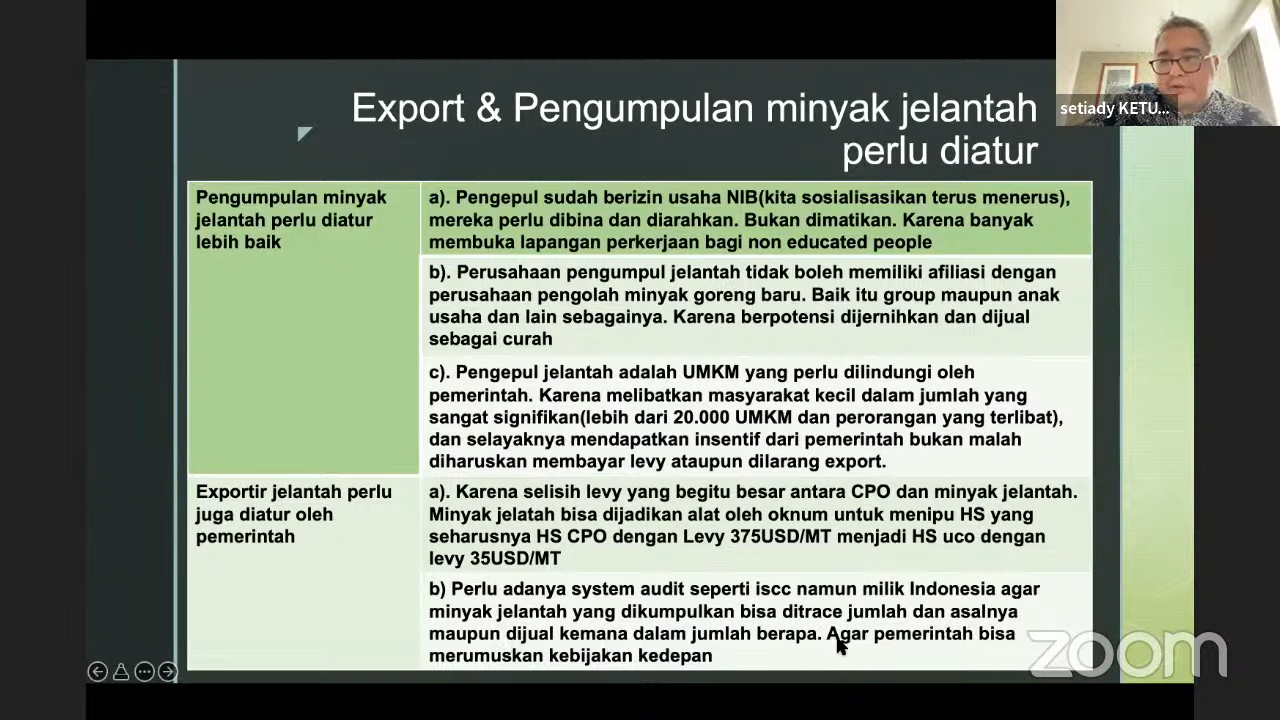 Export & Pengumpulan minyak jelantah
perlu diatur
setiady KETU...
Pengumpulan minyak
jelantah perlu diatur
lebih baik
a). Pengepul sudah berizin usaha NIB(kita sosialisasikan terus menerus),
mereka perlu dibina dan diarahkan. Bukan dimatikan. Karena banyak
membuka lapangan perkerjaan bagi non educated people
b). Perusahaan pengumpul jelantah tidak boleh memiliki afiliasi dengan
perusahaan pengolah minyak goreng baru. Baik itu group maupun anak
usaha dan lain sebagainya. Karena berpotensi dijernihkan dan dijual
sebagai curah
c). Pengepul jelantah adalah UMKM yang perlu dilindungi oleh
pemerintah. Karena melibatkan masyarakat kecil dalam jumlah yang
sangat signifikan(lebih dari 20.000 UMKM dan perorangan yang terlibat),
dan selayaknya mendapatkan insentif dari pemerintah bukan malah
diharuskan membayar levy ataupun dilarang export.
Exportir jelantah perlu
juga diatur oleh
pemerintah
a). Karena selisih levy yang begitu besar antara CPO dan minyak jelantah.
Minyak jelatah bisa dijadikan alat oleh oknum untuk menipu HS yang
seharusnya HS CPO dengan Levy 375USD/MT menjadi HS uco dengan
levy 35USD/MT
b) Perlu adanya system audit seperti iscc namun milik Indonesia agar
minyak jelantah yang dikumpulkan bisa ditrace jumlah dan asalnya
maupun dijual kemana dalam jumlah berapa. Agar pemerintah bisa
merumuskan kebijakan kedepan
zoom